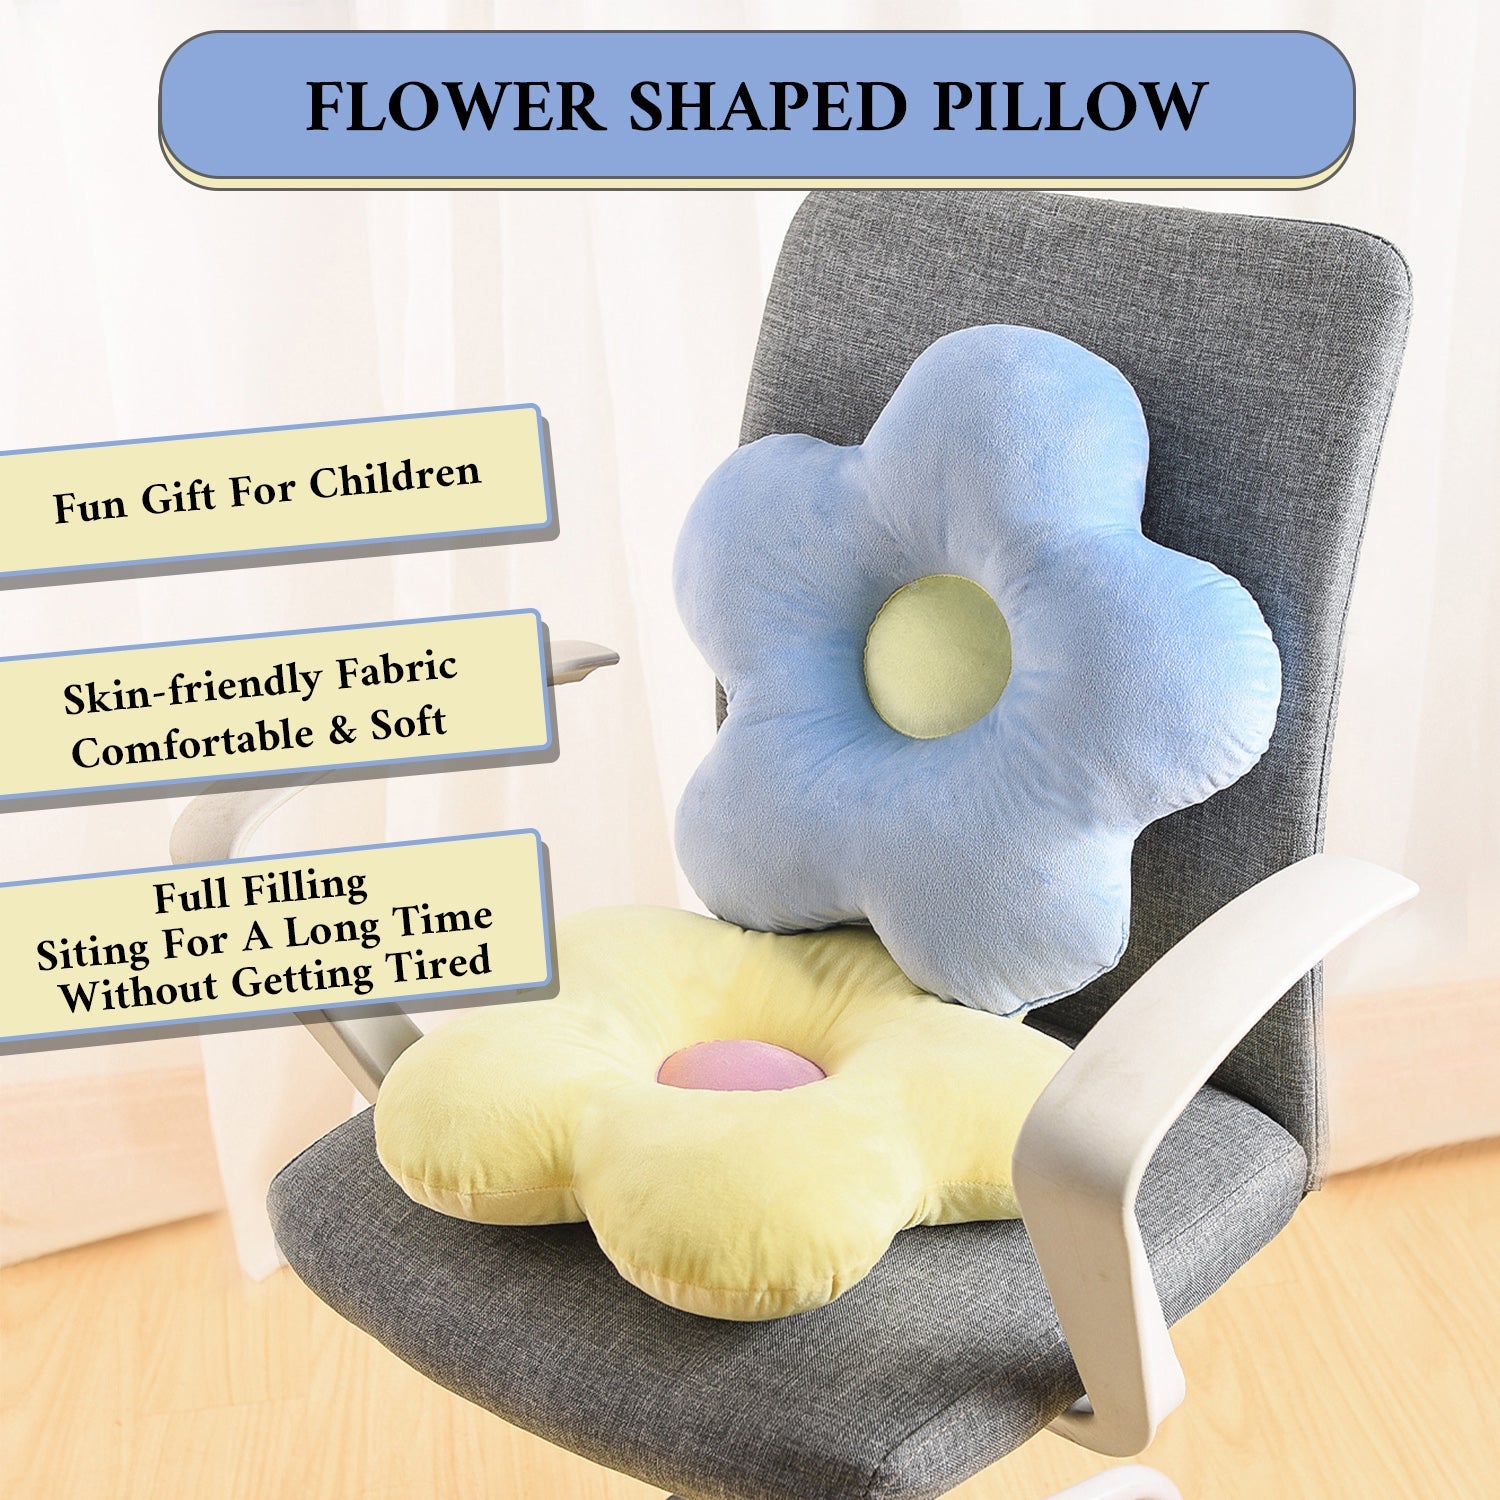 FLOWER SHAPED PILLOW
Fun Gift For Children
Skin-friendly Fabric
Comfortable & Soft
Full Filling
Siting For A Long Time
Without Getting Tired